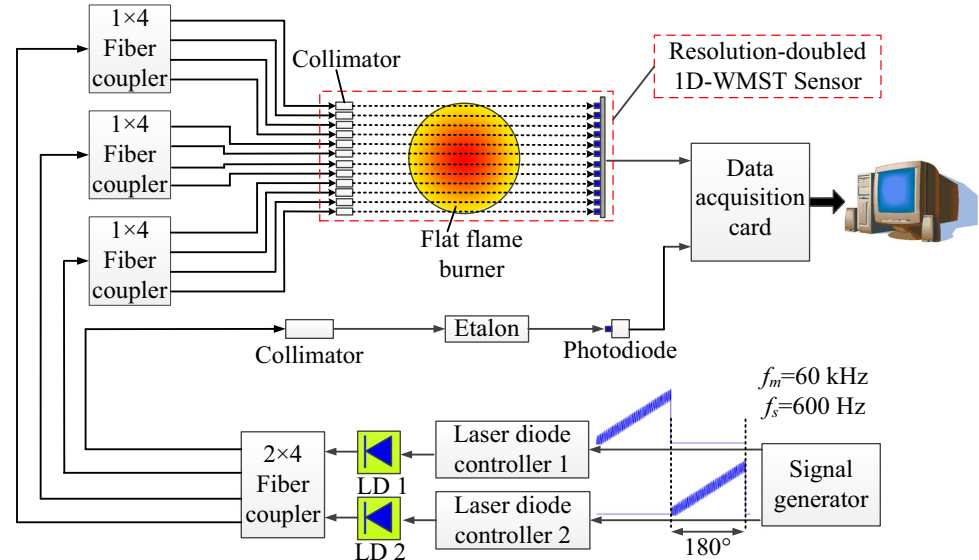 1×4
Fiber
coupler
Collimator
Resolution-doubled
1D-WMST Sensor
1×4
Fiber
coupler
Data
acquisition
card
1×4
Fiber
coupler
Flat flame
burner
Collimator
Etalon
Photodiode
fm=60 kHz
fs=600 Hz
2×4
Fiber
coupler
LD 1
Laser diode
controller 1
Signal
generator
LD 2
Laser diode
controller 2
180°